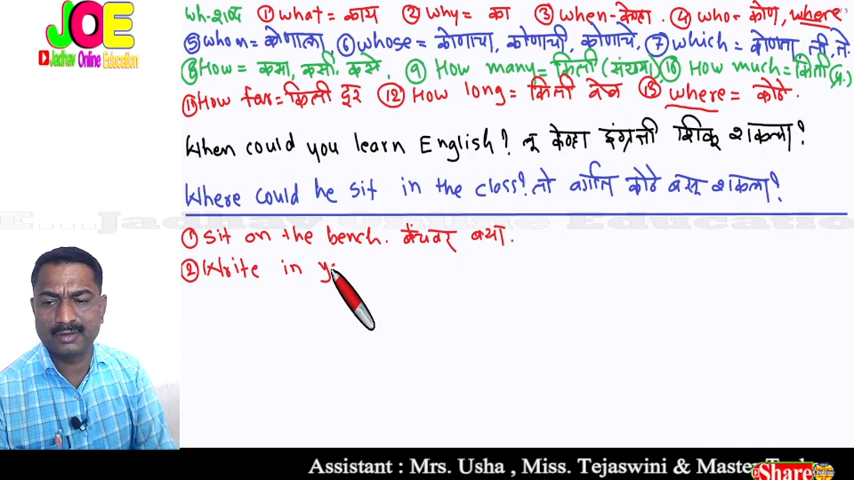 JOE
Jadhav Online Education
wh-शब्द ① what = काय ② why = का ③ when - केव्हा. ④ who = कोण, where
⑤ whom = कोणाला ⑥ whose = कोणाचा, कोणाची, कोणाचे, ⑦ which = कोणता, ती, ते
⑧ How = कसा, कशी, कसे, ⑨ How many = किती (संख्या) ⑩ How much = किती (प्र.)
⑪ How far = किती दूर ⑫ How long = किती वेळ ⑬ where = कोठे.
When could you learn English? तू केव्हा इंग्रजी शिकू शकला?
Where could he sit in the class? तो वर्गात कोठे बसू शकला?
E... Jadhav Online Educatio
① Sit on the bench. बेंचवर बसा.
② Write in y
Assistant : Mrs. Usha , Miss. Tejaswini & Master
Share